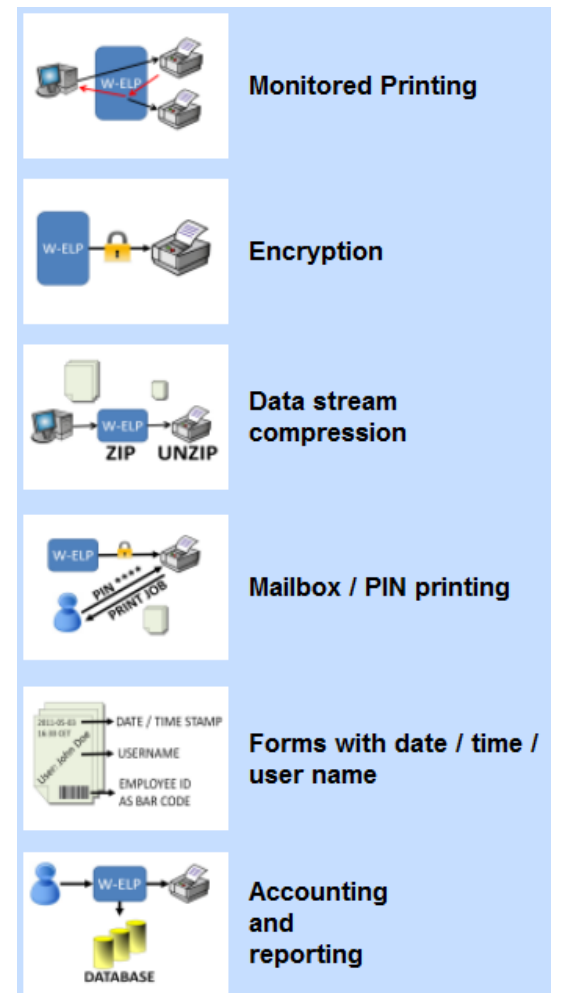 W-ELP
Monitored Printing
W-ELP
Encryption
W-ELP
ZIP UNZIP
Data stream
compression
W-ELP
PIN ****
PRINT JOB
Mailbox / PIN printing
2011-05-03
16:33 CET
User: John Doe
DATE / TIME STAMP
USERNAME
EMPLOYEE ID
AS BAR CODE
Forms with date / time /
user name
W-ELP
DATABASE
Accounting
and
reporting